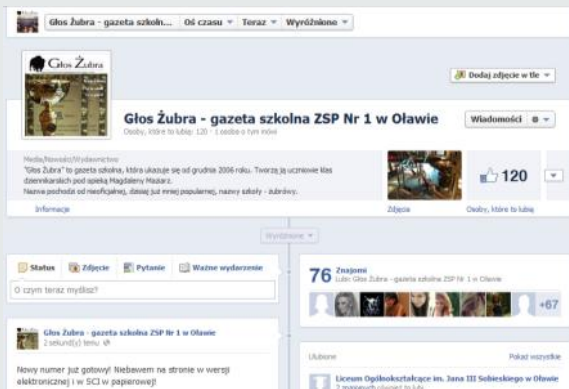 Głos Żubra - gazeta szkoln... Oś czasu Teraz Wyróżnione
Głos Żubra
Dodaj zdjęcie w tle
Głos Żubra - gazeta szkolna ZSP Nr 1 w Oławie
Osoby, które to lubią: 120 · 1 osoba o tym mówi
Wiadomości
Media/Nowości/Wydawnictwo
"Głos Żubra" to gazeta szkolna, która ukazuje się od grudnia 2006 roku. Tworzą ją uczniowie klas
dziennikarskich pod opieką Magdaleny Maziarz.
Nazwa pochodzi od nieoficjalnej, dzisiaj już mniej popularnej, nazwy szkoły - żubrówy.
120
Informacje
Zdjęcia
Osoby, które to lubią
Wyróżnione
Status Zdjęcie Pytanie Ważne wydarzenie
O czym teraz myślisz?
76 Znajomi
Lubi: Głos Żubra - gazeta szkolna ZSP Nr 1 w Oławie
+67
Głos Żubra - gazeta szkolna ZSP Nr 1 w Oławie
2 sekund(y) temu
Nowy numer już gotowy! Niebawem na stronie w wersji
elektronicznej i w SCI w papierowej!
Ulubione
Pokaż wszystkie
Liceum Ogólnokształcące im. Jana III Sobieskiego w Oławie